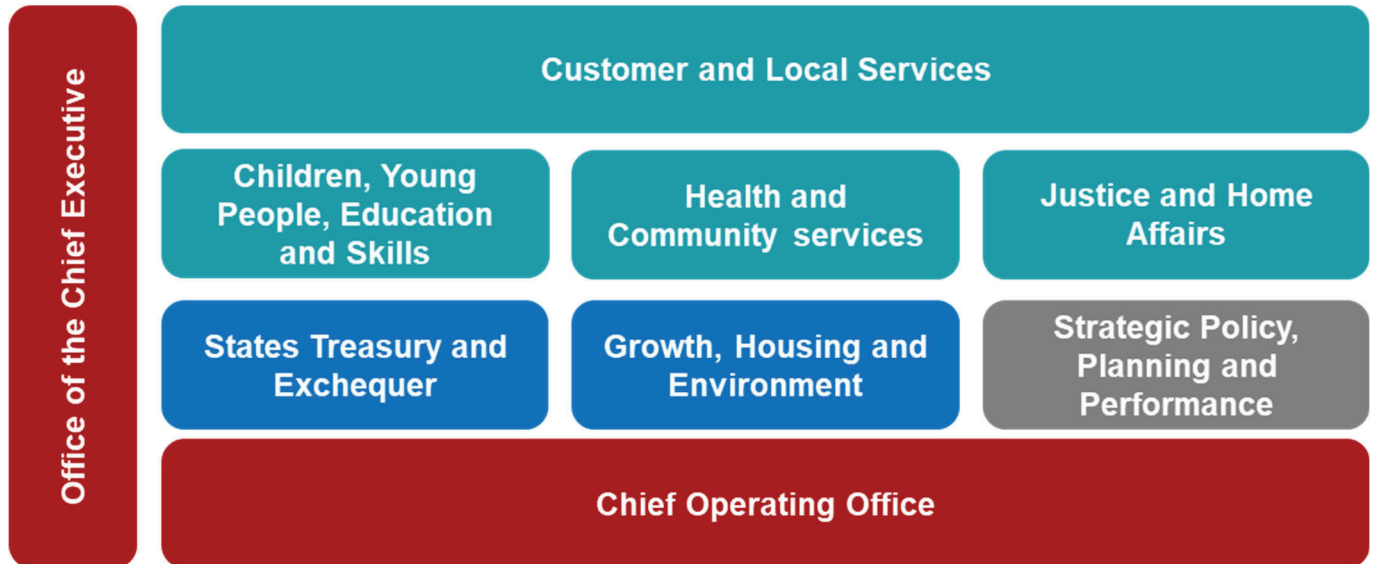 Office of the Chief Executive
Customer and Local Services
Children, Young
People, Education
and Skills
Health and
Community services
Justice and Home
Affairs
States Treasury and
Exchequer
Growth, Housing and
Environment
Strategic Policy,
Planning and
Performance
Chief Operating Office